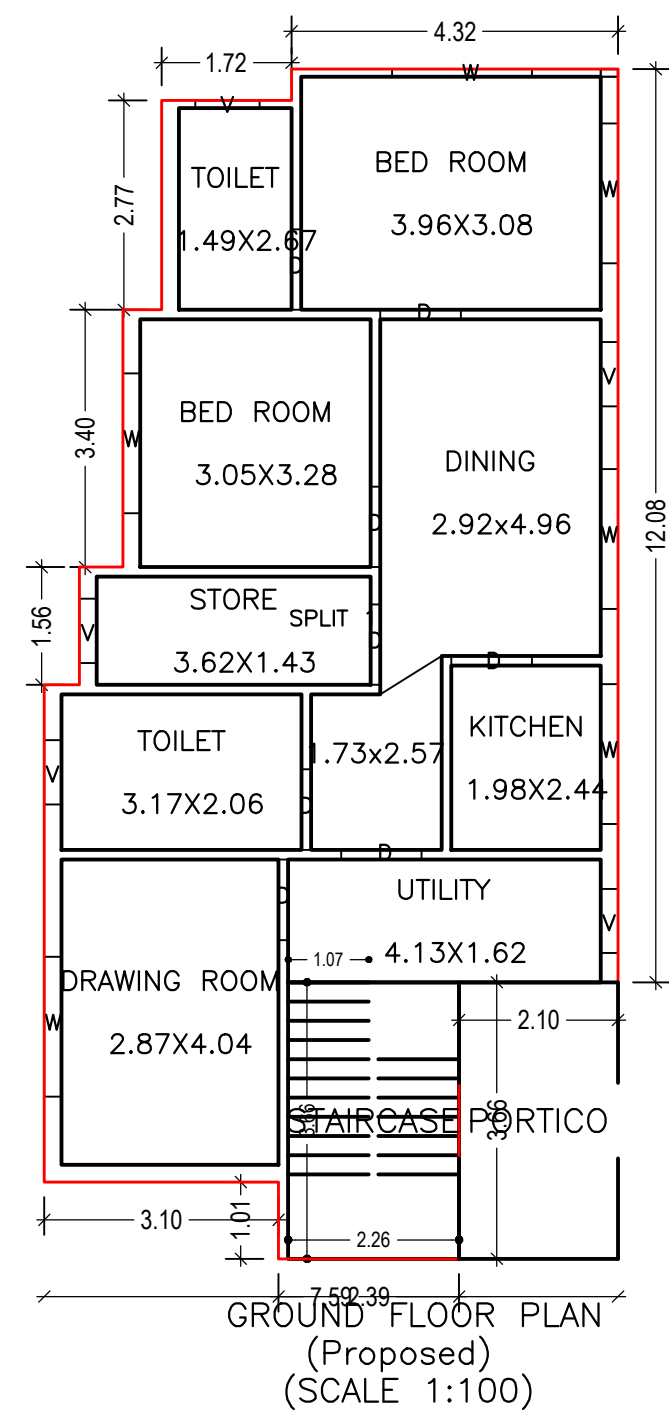 4.32
1.72
W
V
TOILET
BED ROOM
2.77
W
1.49X2.67
3.96X3.08
D
D
V
BED ROOM
3.40
W
3.05X3.28
DINING
2.92x4.96
D
W
12.08
STORE
SPLIT
1.56
V
D
3.62X1.43
D
TOILET
KITCHEN
1.73x2.57
W
V
3.17X2.06
1.98X2.44
D
D
UTILITY
D
V
1.07
4.13X1.62
DRAWING ROOM
W
2.87X4.04
2.10
3.66
3.66
STAIRCASE
PORTICO
3.10
1.01
2.26
7.59
2.39
GROUND FLOOR PLAN
(Proposed)
(SCALE 1:100)